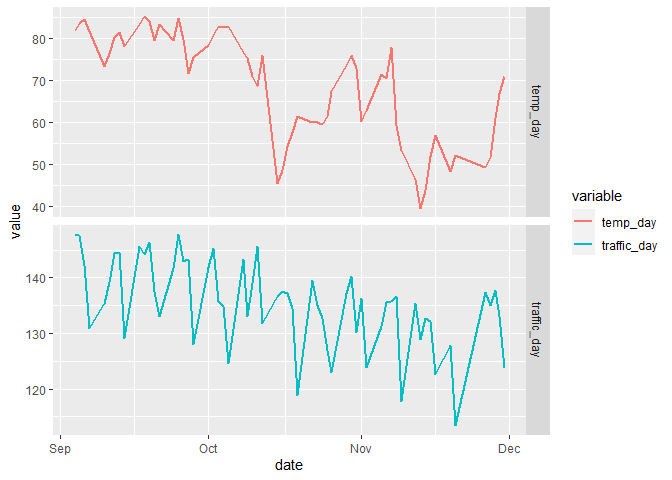 80
70
60
50
40
temp_day
value
140
130
120
traffic_day
Sep
Oct
Nov
Dec
date
variable
temp_day
traffic_day